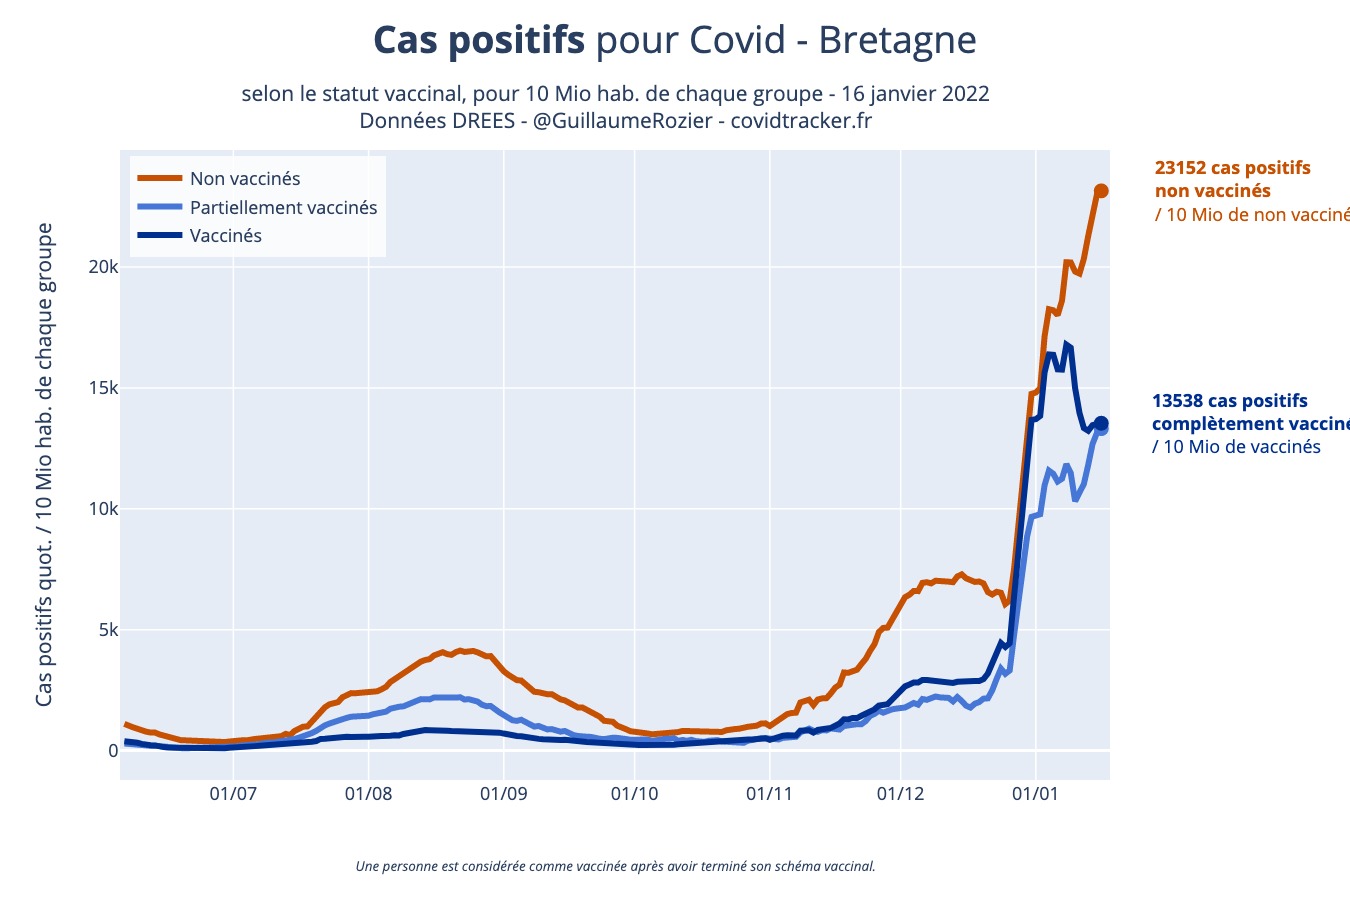 Cas positifs pour Covid - Bretagne
selon le statut vaccinal, pour 10 Mio hab. de chaque groupe - 16 janvier 2022
Données DREES - @GuillaumeRozier - covidtracker.fr
Cas positifs quot. / 10 Mio hab. de chaque groupe
Non vaccinés
Partiellement vaccinés
Vaccinés
20k
15k
10k
5k
0
01/07
01/08
01/09
01/10
01/11
01/12
01/01
23152 cas positifs
non vaccinés
/ 10 Mio de non vacciné
13538 cas positifs
complètement vacciné
/ 10 Mio de vaccinés
Une personne est considérée comme vaccinée après avoir terminé son schéma vaccinal.